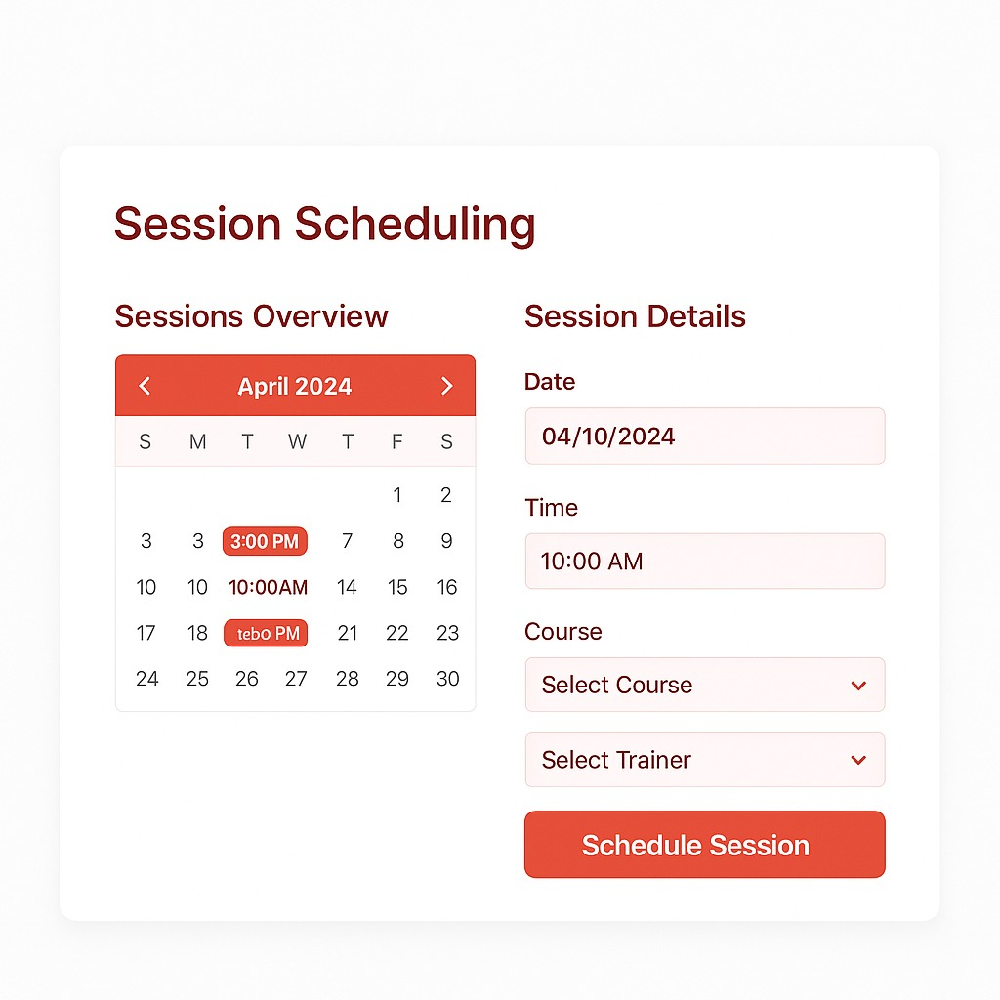 Session Scheduling
Sessions Overview
April 2024
S M T W T F S
1 2
3 3 3:00 PM 7 8 9
10 10 10:00AM 14 15 16
17 18 tebo PM 21 22 23
24 25 26 27 28 29 30
Session Details
Date
04/10/2024
Time
10:00 AM
Course
Select Course
Select Trainer
Schedule Session